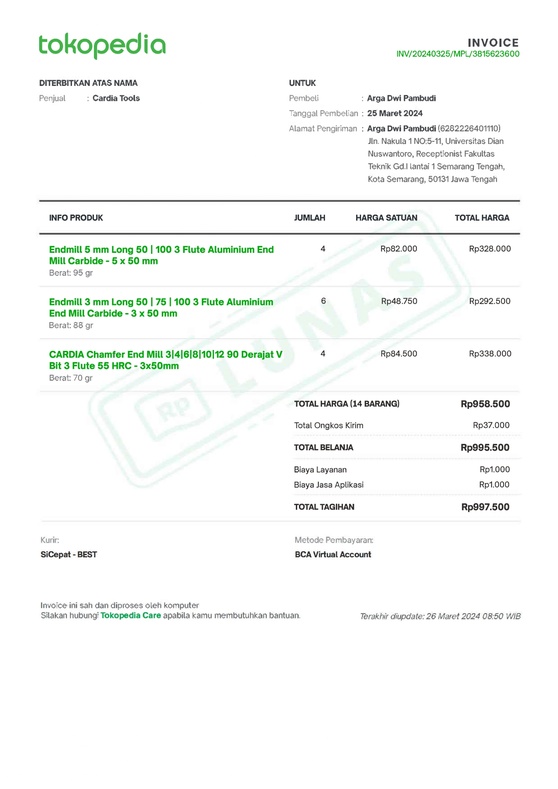 tokopedia
INVOICE
INV/20240325/MPL/3815623600
DITERBITKAN ATAS NAMA
Penjual : Cardia Tools
UNTUK
Pembeli : Arga Dwi Pambudi
Tanggal Pembelian : 25 Maret 2024
Alamat Pengiriman : Arga Dwi Pambudi (6282226401110)
Jln. Nakula 1 NO:5-11, Universitas Dian
Nuswantoro, Receptionist Fakultas
Teknik Gd.I lantai 1 Semarang Tengah,
Kota Semarang, 50131 Jawa Tengah
INFO PRODUK JUMLAH HARGA SATUAN TOTAL HARGA
Endmill 5 mm Long 50 | 100 3 Flute Aluminium End 4 Rp82.000 Rp328.000
Mill Carbide - 5 x 50 mm
Berat: 95 gr
Endmill 3 mm Long 50 | 75 | 100 3 Flute Aluminium 6 Rp48.750 Rp292.500
End Mill Carbide - 3 x 50 mm
Berat: 88 gr
CARDIA Chamfer End Mill 3|4|6|8|10|12 90 Derajat V 4 Rp84.500 Rp338.000
Bit 3 Flute 55 HRC - 3x50mm
Berat: 70 gr
RP LUNAS
TOTAL HARGA (14 BARANG) Rp958.500
Total Ongkos Kirim Rp37.000
TOTAL BELANJA Rp995.500
Biaya Layanan Rp1.000
Biaya Jasa Aplikasi Rp1.000
TOTAL TAGIHAN Rp997.500
Kurir:
SiCepat - BEST
Metode Pembayaran:
BCA Virtual Account
Invoice ini sah dan diproses oleh komputer
Silakan hubungi Tokopedia Care apabila kamu membutuhkan bantuan.
Terakhir diupdate: 26 Maret 2024 08:50 WIB